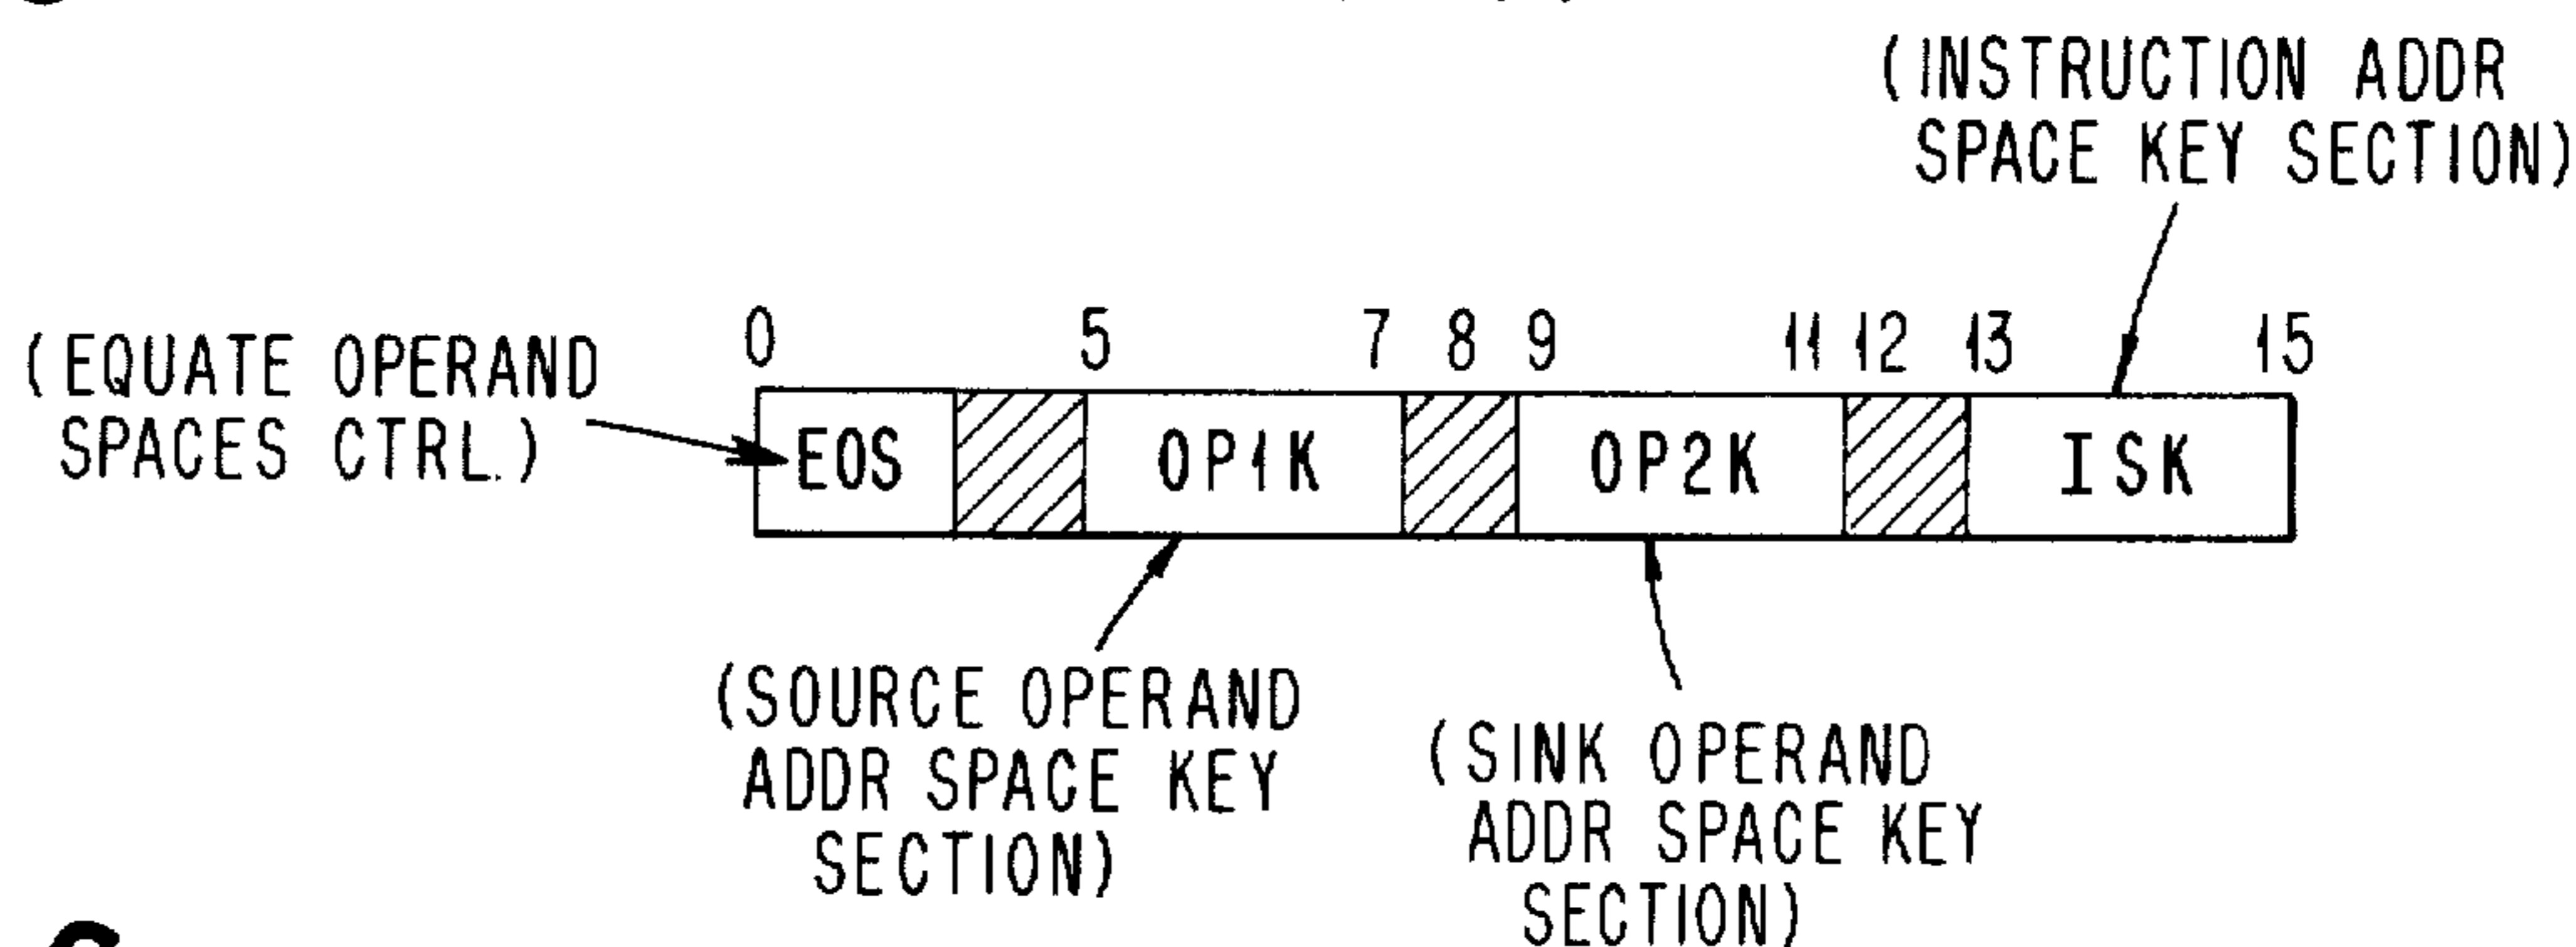 (INSTRUCTION ADDR
SPACE KEY SECTION)
(EQUATE OPERAND
SPACES CTRL.)
0 5 7 8 9 11 12 13 15
EOS OP1K OP2K ISK
(SOURCE OPERAND
ADDR SPACE KEY
SECTION)
(SINK OPERAND
ADDR SPACE KEY
SECTION)